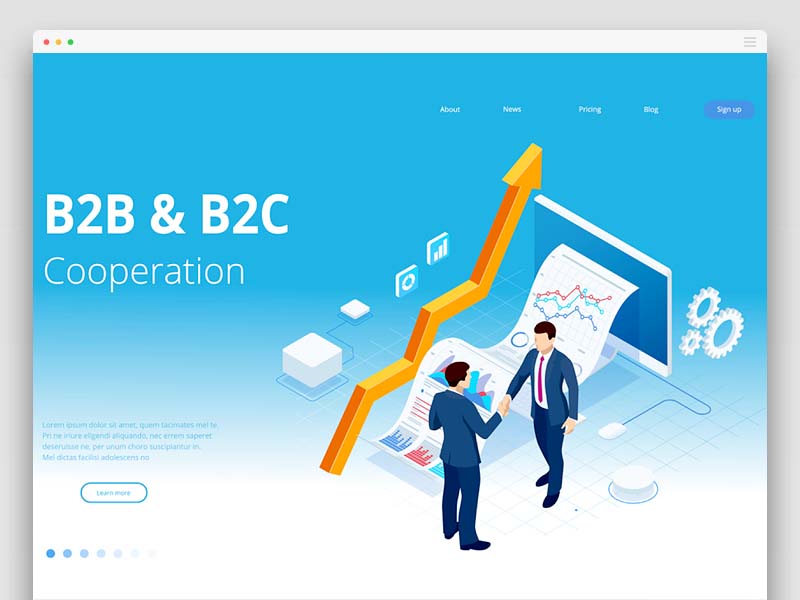 About
News
Pricing
Blog
Sign up
B2B & B2C
Cooperation
Lorem ipsum dolor sit amet, quem tacimates mel te.
Pri ne iriure eligendi aliquando, nec errem saperet
deseruisse ne, per unum choro suscipiantur in.
Mel dictas facilisi adolescens no
Learn more